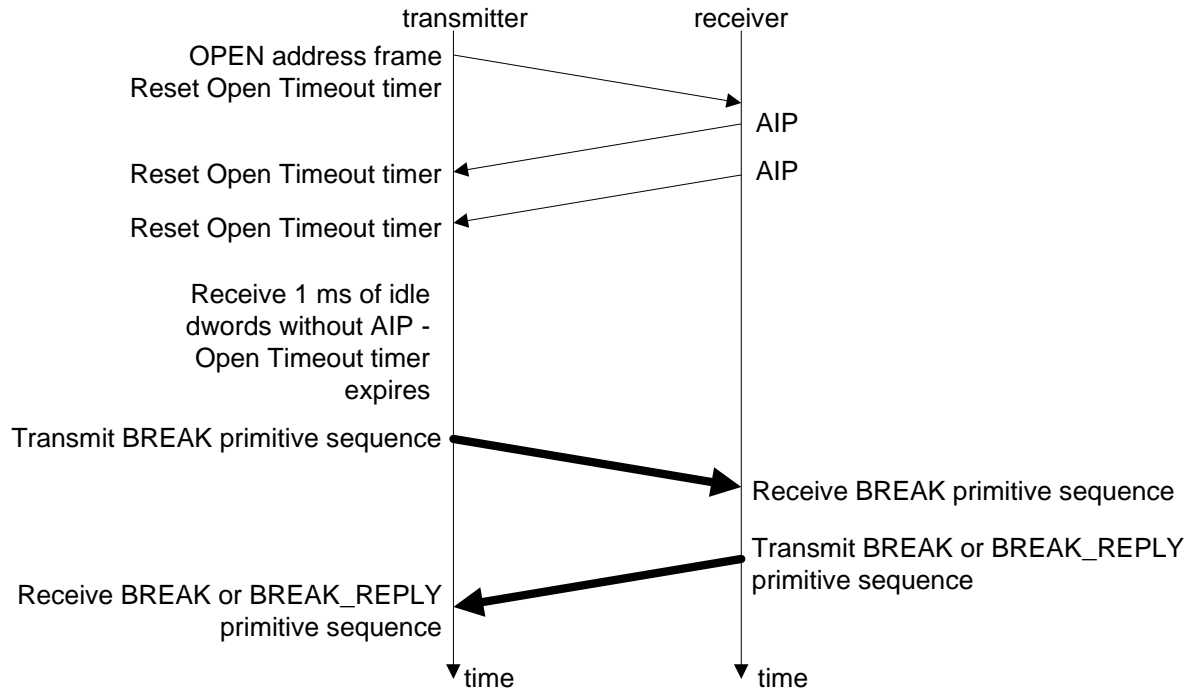 transmitter
receiver
OPEN address frame
Reset Open Timeout timer
AIP
Reset Open Timeout timer
AIP
Reset Open Timeout timer
Receive 1 ms of idle
dwords without AIP -
Open Timeout timer
expires
Transmit BREAK primitive sequence
Receive BREAK primitive sequence
Transmit BREAK or BREAK_REPLY
primitive sequence
Receive BREAK or BREAK_REPLY
primitive sequence
time
time